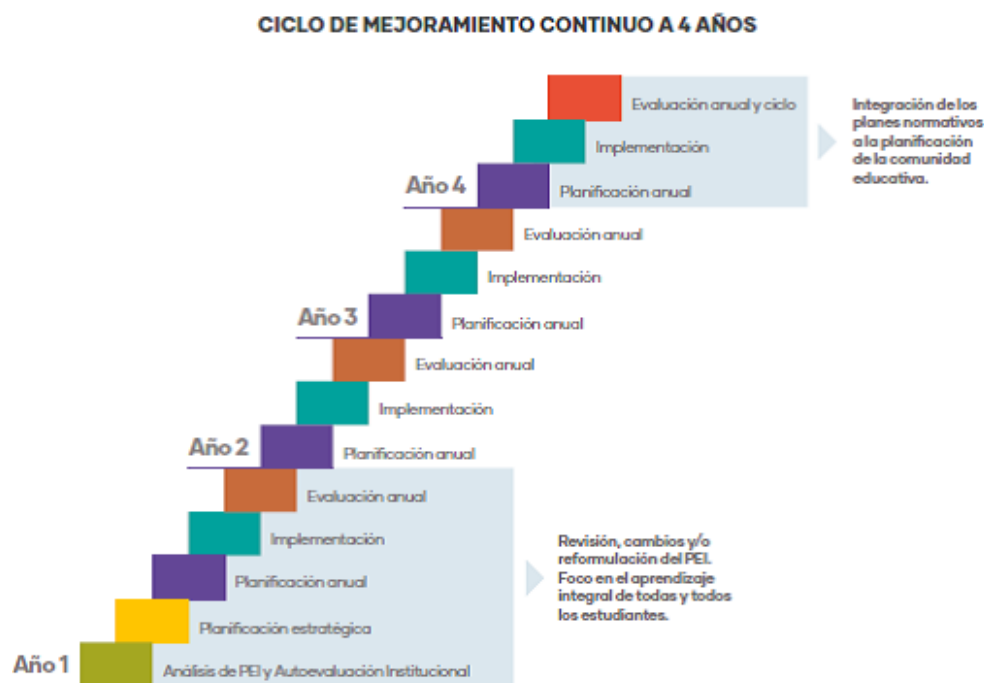 CICLO DE MEJORAMIENTO CONTINUO A 4 AÑOS
Evaluación anual y ciclo
Implementación
Año 4
Planificación anual
Integración de los
planes normativos
a la planificación
de la comunidad
educativa.
Evaluación anual
Implementación
Año 3
Planificación anual
Evaluación anual
Implementación
Año 2
Planificación anual
Evaluación anual
Implementación
Planificación anual
Planificación estratégica
Año 1
Análisis de PEI y Autoevaluación Institucional
Revisión, cambios y/o
reformulación del PEI.
Foco en el aprendizaje
integral de todas y todos
los estudiantes.